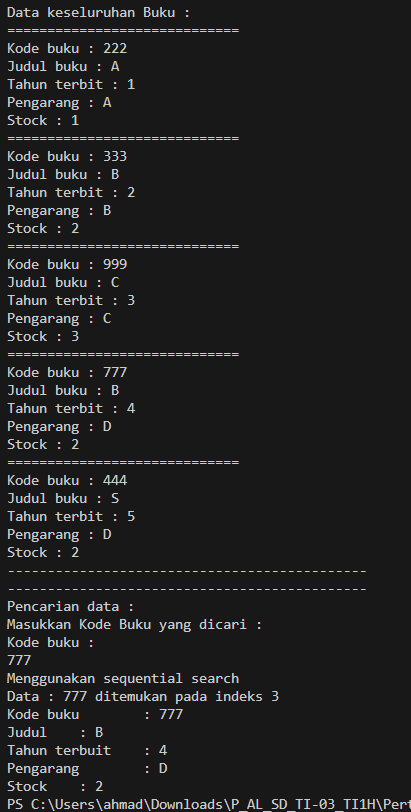 Data keseluruhan Buku :
=============================
Kode buku : 222
Judul buku : A
Tahun terbit : 1
Pengarang : A
Stock : 1
=============================
Kode buku : 333
Judul buku : B
Tahun terbit : 2
Pengarang : B
Stock : 2
=============================
Kode buku : 999
Judul buku : C
Tahun terbit : 3
Pengarang : C
Stock : 3
=============================
Kode buku : 777
Judul buku : B
Tahun terbit : 4
Pengarang : D
Stock : 2
=============================
Kode buku : 444
Judul buku : S
Tahun terbit : 5
Pengarang : D
Stock : 2
---------------------------------------------
---------------------------------------------
Pencarian data :
Masukkan Kode Buku yang dicari :
Kode buku :
777
Menggunakan sequential search
Data : 777 ditemukan pada indeks 3
Kode buku        : 777
Judul    : B
Tahun terbuit    : 4
Pengarang        : D
Stock    : 2
PS C:\Users\ahmad\Downloads\P_AL_SD_TI-03_TI1H\Pert